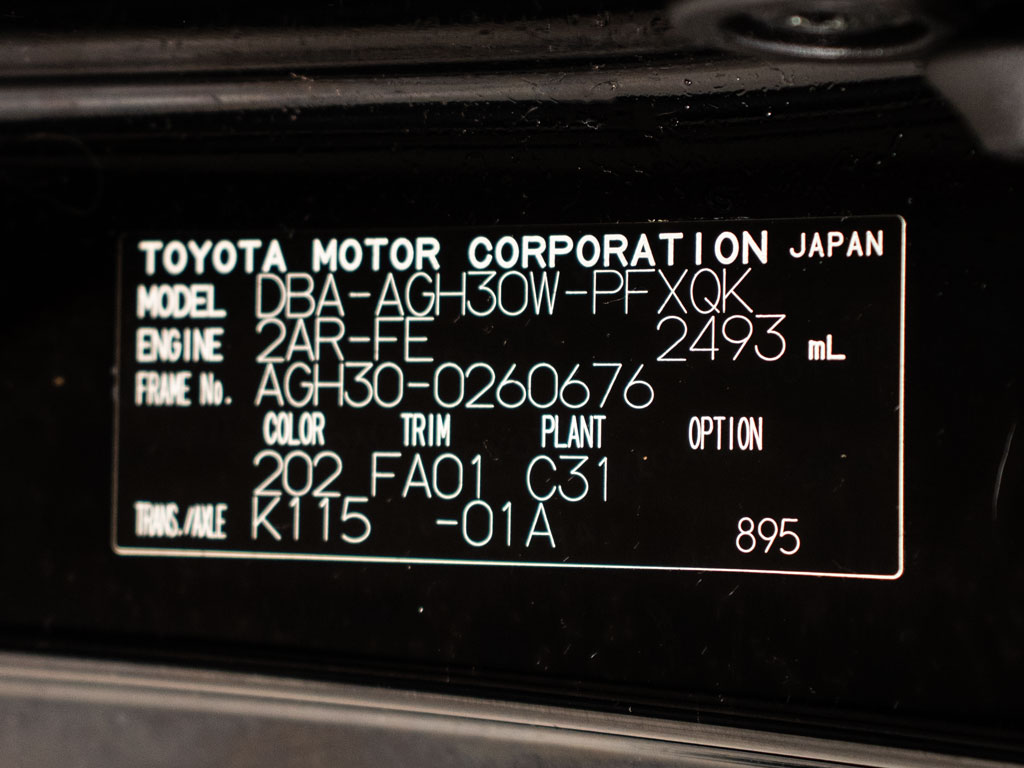 TOYOTA MOTOR CORPORATION JAPAN
MODEL DBA-AGH30W-PFXQK
ENGINE 2AR-FE 2493 mL
FRAME No. AGH30-0260676
COLOR TRIM PLANT OPTION
202 FA01 C31
TRANS./AXLE K115 -01A 895